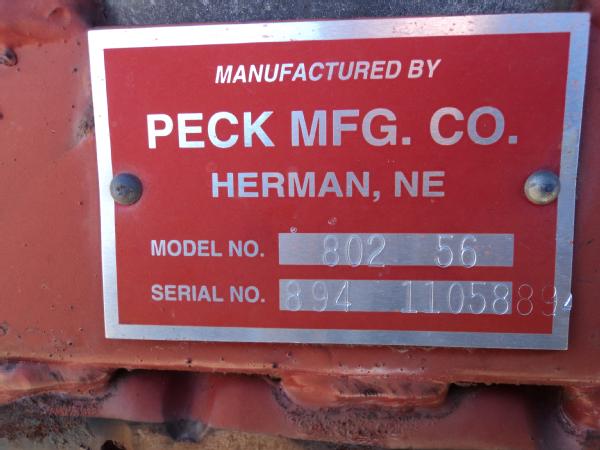 MANUFACTURED BY
PECK MFG. CO.
HERMAN, NE
MODEL NO. 802 56
SERIAL NO. 894 11058894